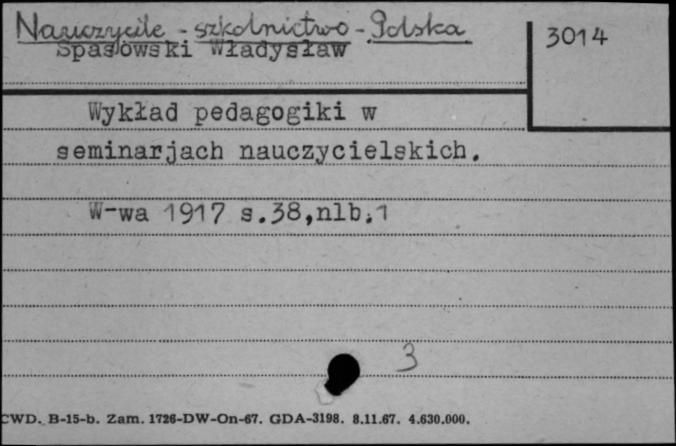 Nauczyciele - szkolnictwo - Polska
3014
Spasowski Władysław
Wykład pedagogiki w
seminarjach nauczycielskich.
W-wa 1917 s.38,nlb.1
3
CWD. B-15-b. Zam. 1726-DW-On-67. GDA-3198. 8.11.67. 4.630.000.